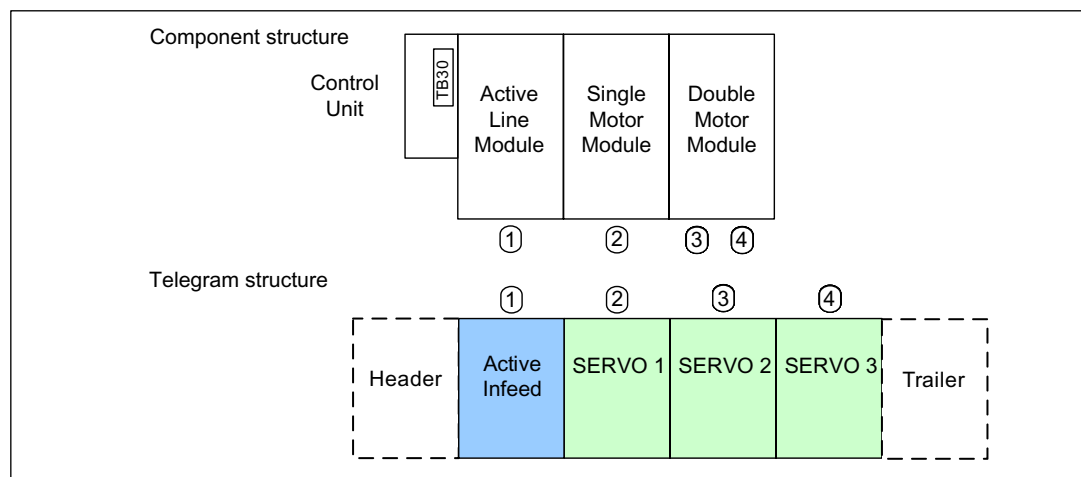 Component structure
Control
Unit
TB30
Active
Line
Module
Single
Motor
Module
Double
Motor
Module
1
2
3
4
Telegram structure
1
2
3
4
Header
Active
Infeed
SERVO 1
SERVO 2
SERVO 3
Trailer